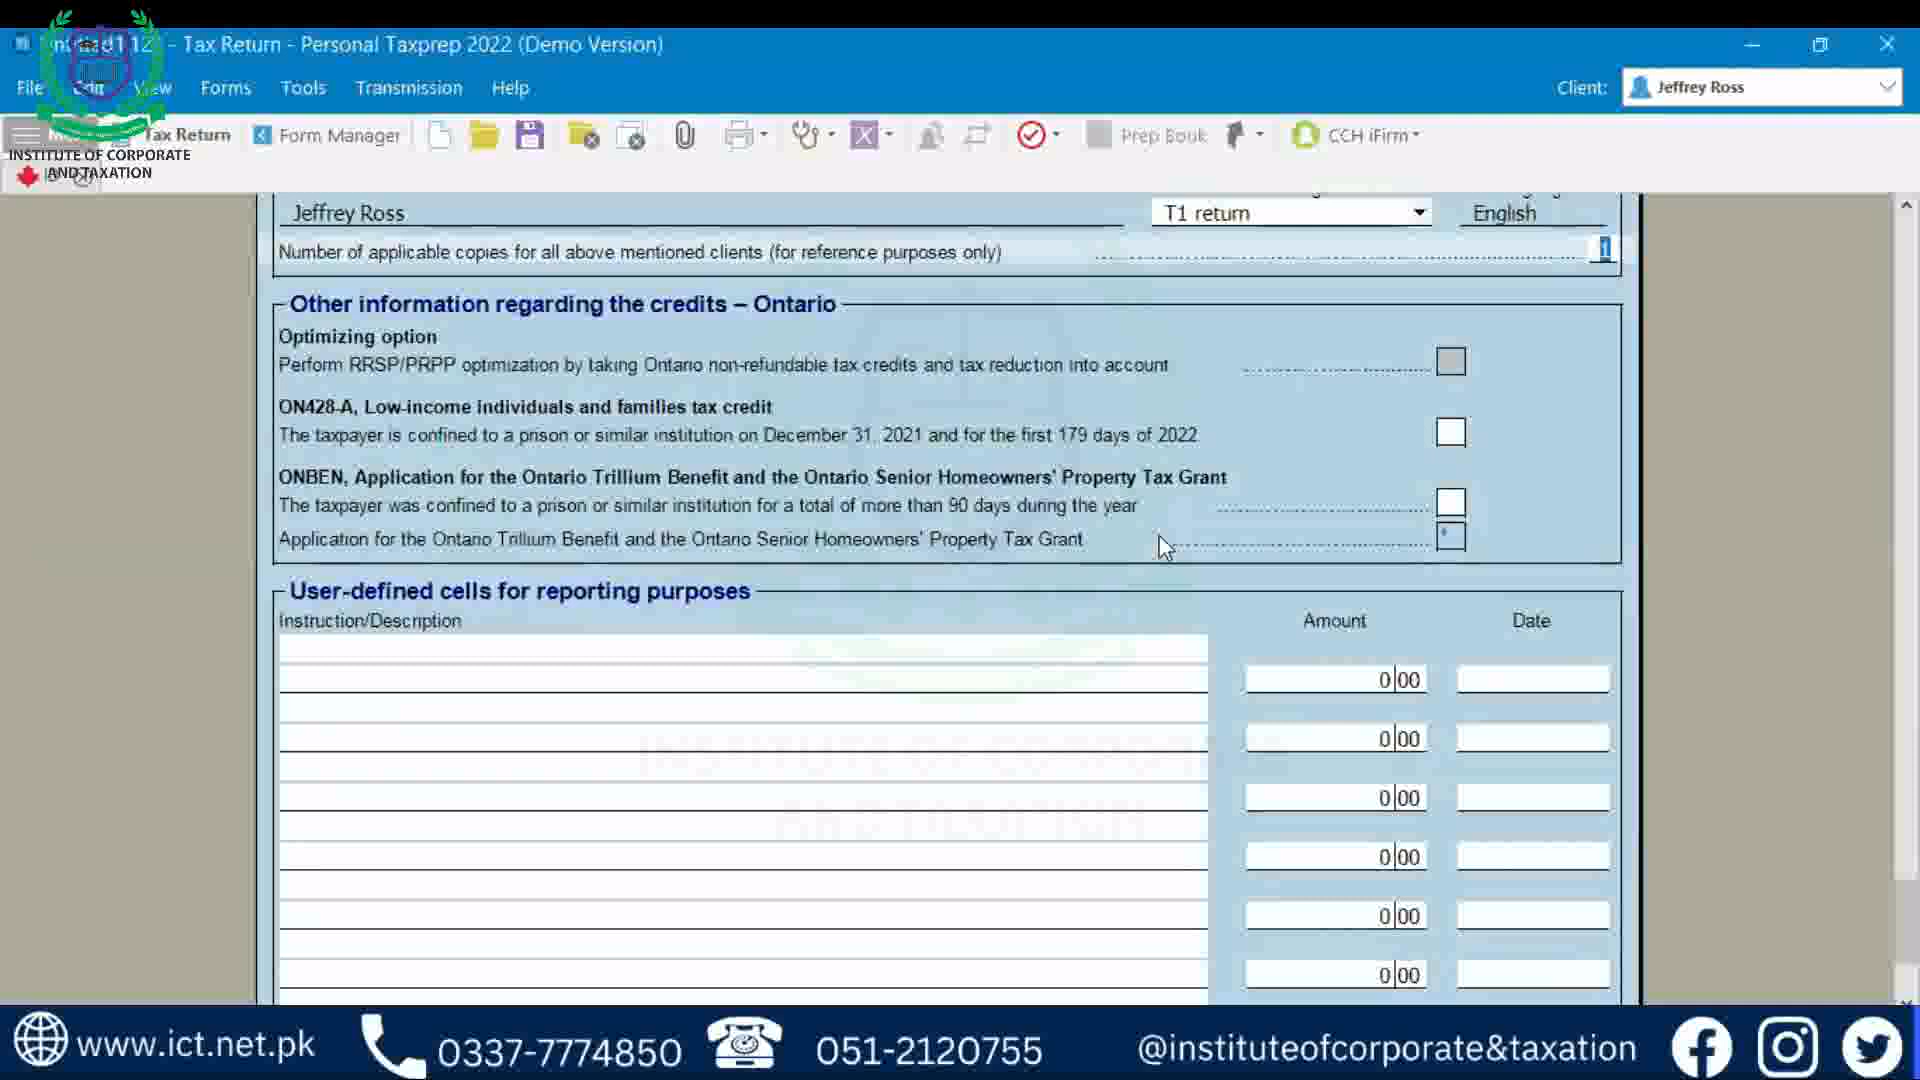 - Tax Return - Personal Taxprep 2022 (Demo Version)
File Edit View Forms Tools Transmission Help
Client: Jeffrey Ross
Tax Return Form Manager Prep Book CCH iFirm
INSTITUTE OF CORPORATE
AND TAXATION
Jeffrey Ross T1 return English
Number of applicable copies for all above mentioned clients (for reference purposes only) 1
Other information regarding the credits – Ontario
Optimizing option
Perform RRSP/PRPP optimization by taking Ontario non-refundable tax credits and tax reduction into account
ON428-A, Low-income individuals and families tax credit
The taxpayer is confined to a prison or similar institution on December 31, 2021 and for the first 179 days of 2022
ONBEN, Application for the Ontario Trillium Benefit and the Ontario Senior Homeowners' Property Tax Grant
The taxpayer was confined to a prison or similar institution for a total of more than 90 days during the year
Application for the Ontario Trillium Benefit and the Ontario Senior Homeowners' Property Tax Grant *
User-defined cells for reporting purposes
Instruction/Description Amount Date
0 00
0 00
0 00
0 00
0 00
0 00
www.ict.net.pk 0337-7774850 051-2120755 @instituteofcorporate&taxation